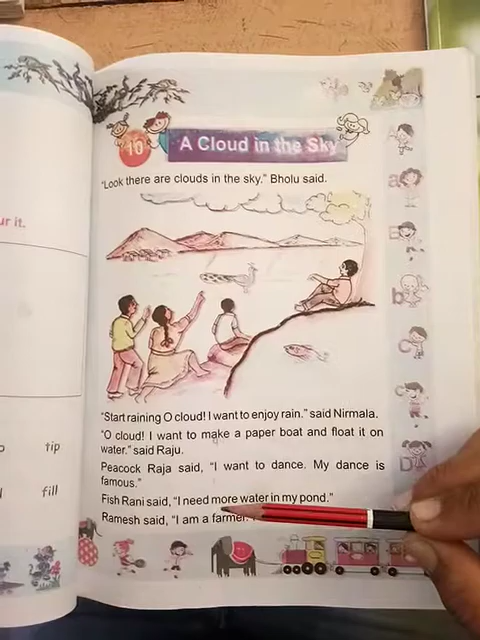 ur it.
tip
fill
10
A Cloud in the Sky
"Look there are clouds in the sky." Bholu said.
"Start raining O cloud! I want to enjoy rain." said Nirmala.
"O cloud! I want to make a paper boat and float it on
water." said Raju.
Peacock Raja said, "I want to dance. My dance is
famous."
Fish Rani said, "I need more water in my pond."
Ramesh said, "I am a farmer.